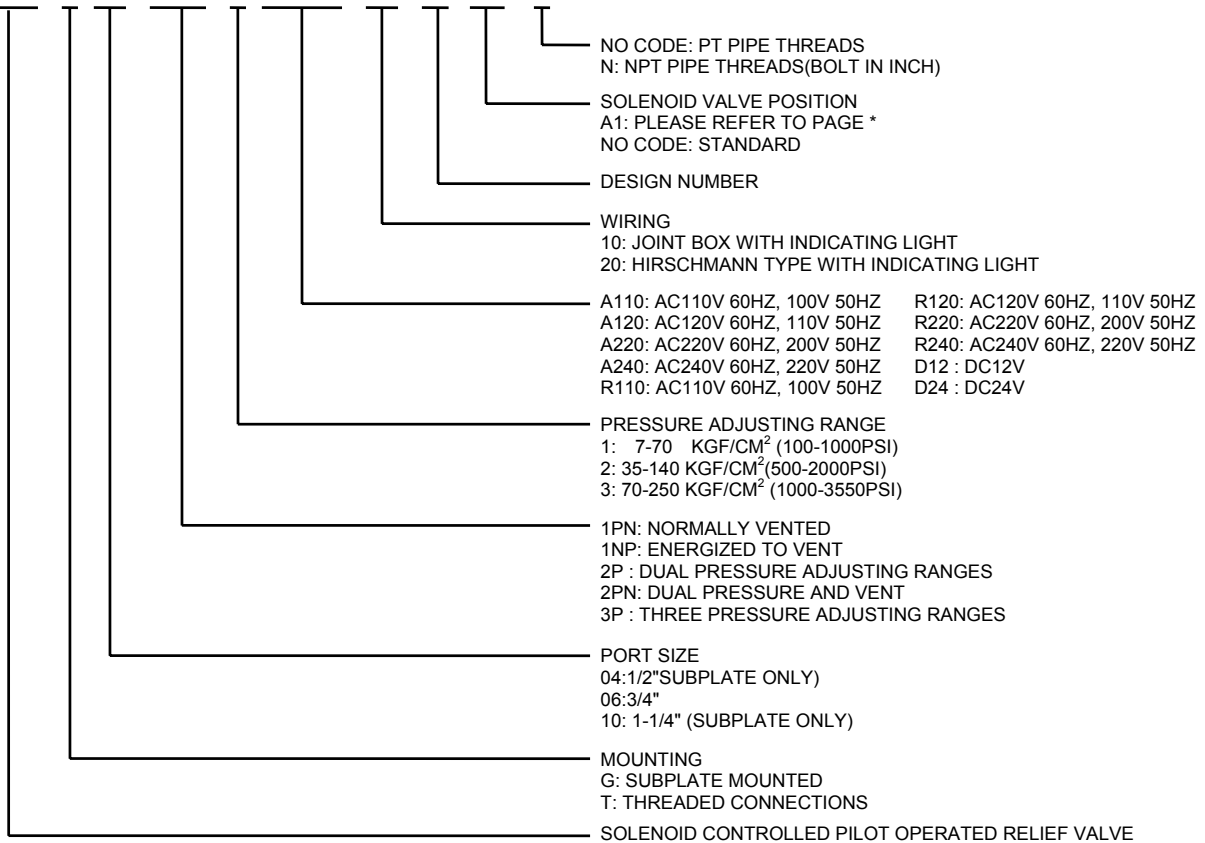 NO CODE: PT PIPE THREADS
N: NPT PIPE THREADS(BOLT IN INCH)
SOLENOID VALVE POSITION
A1: PLEASE REFER TO PAGE *
NO CODE: STANDARD
DESIGN NUMBER
WIRING
10: JOINT BOX WITH INDICATING LIGHT
20: HIRSCHMANN TYPE WITH INDICATING LIGHT
A110: AC110V 60HZ, 100V 50HZ R120: AC120V 60HZ, 110V 50HZ
A120: AC120V 60HZ, 110V 50HZ R220: AC220V 60HZ, 200V 50HZ
A220: AC220V 60HZ, 200V 50HZ R240: AC240V 60HZ, 220V 50HZ
A240: AC240V 60HZ, 220V 50HZ D12 : DC12V
R110: AC110V 60HZ, 100V 50HZ D24 : DC24V
PRESSURE ADJUSTING RANGE
1: 7-70 KGF/CM² (100-1000PSI)
2: 35-140 KGF/CM²(500-2000PSI)
3: 70-250 KGF/CM² (1000-3550PSI)
1PN: NORMALLY VENTED
1NP: ENERGIZED TO VENT
2P : DUAL PRESSURE ADJUSTING RANGES
2PN: DUAL PRESSURE AND VENT
3P : THREE PRESSURE ADJUSTING RANGES
PORT SIZE
04:1/2"SUBPLATE ONLY)
06:3/4"
10: 1-1/4" (SUBPLATE ONLY)
MOUNTING
G: SUBPLATE MOUNTED
T: THREADED CONNECTIONS
SOLENOID CONTROLLED PILOT OPERATED RELIEF VALVE